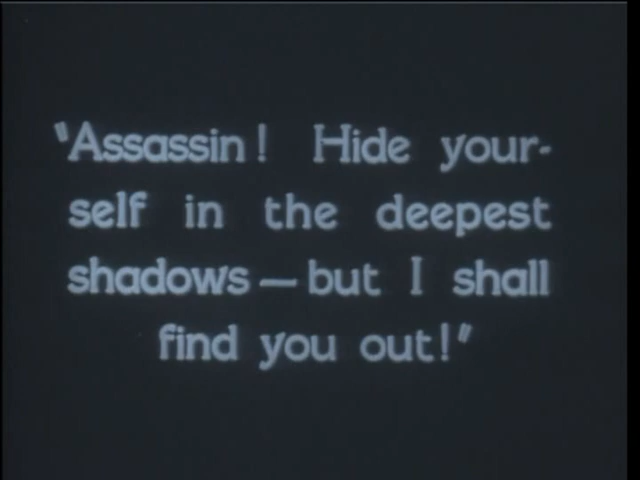 "Assassin! Hide your-
self in the deepest
shadows—but I shall
find you out!"